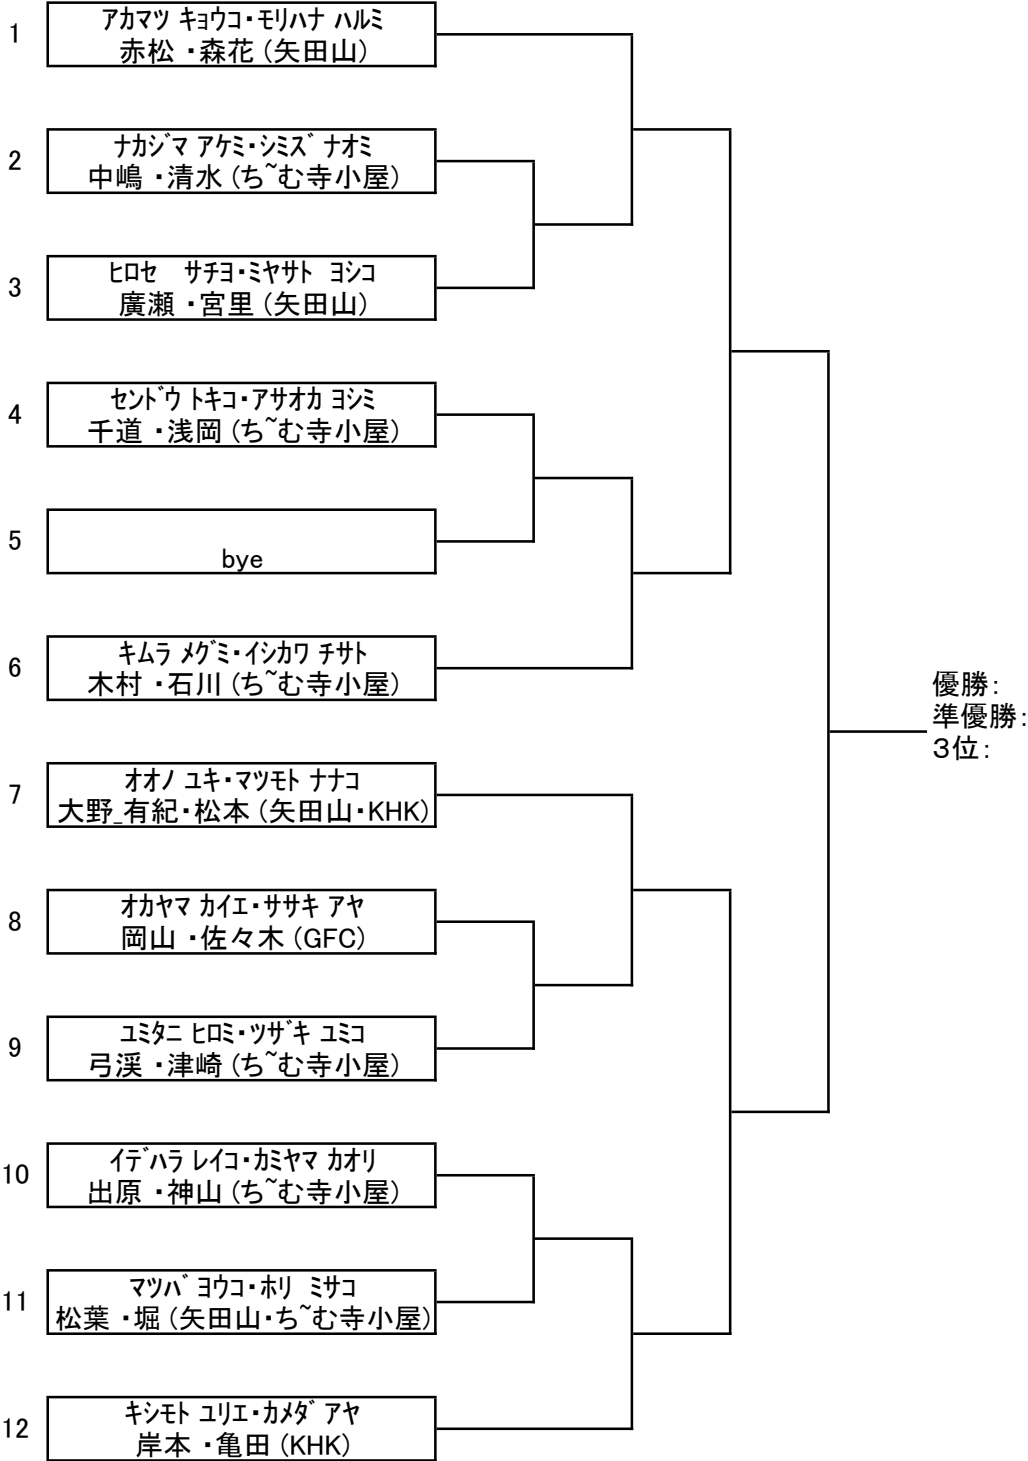 1
アカマツ キョウコ・モリハナ ハルミ
赤松 ・森花 (矢田山)
2
ナカジマ アケミ・シミズ ナオミ
中嶋 ・清水 (ち~む寺小屋)
3
ヒロセ　サチヨ・ミヤサト　ヨシコ
廣瀬 ・宮里 (矢田山)
4
センドウ トキコ・アサオカ ヨシミ
千道 ・浅岡 (ち~む寺小屋)
5
bye
6
キムラ メグミ・イシカワ チサト
木村 ・石川 (ち~む寺小屋)
7
オオノ ユキ・マツモト ナナコ
大野_有紀・松本 (矢田山・KHK)
8
オカヤマ カイエ・ササキ アヤ
岡山 ・佐々木 (GFC)
9
ユミタニ ヒロミ・ツザキ ユミコ
弓渓 ・津崎 (ち~む寺小屋)
10
イデハラ レイコ・カミヤマ カオリ
出原 ・神山 (ち~む寺小屋)
11
マツバ ヨウコ・ホリ　ミサコ
松葉 ・堀 (矢田山・ち~む寺小屋)
12
キシモト ユリエ・カメダ アヤ
岸本 ・亀田 (KHK)
優勝:
準優勝:
3位: